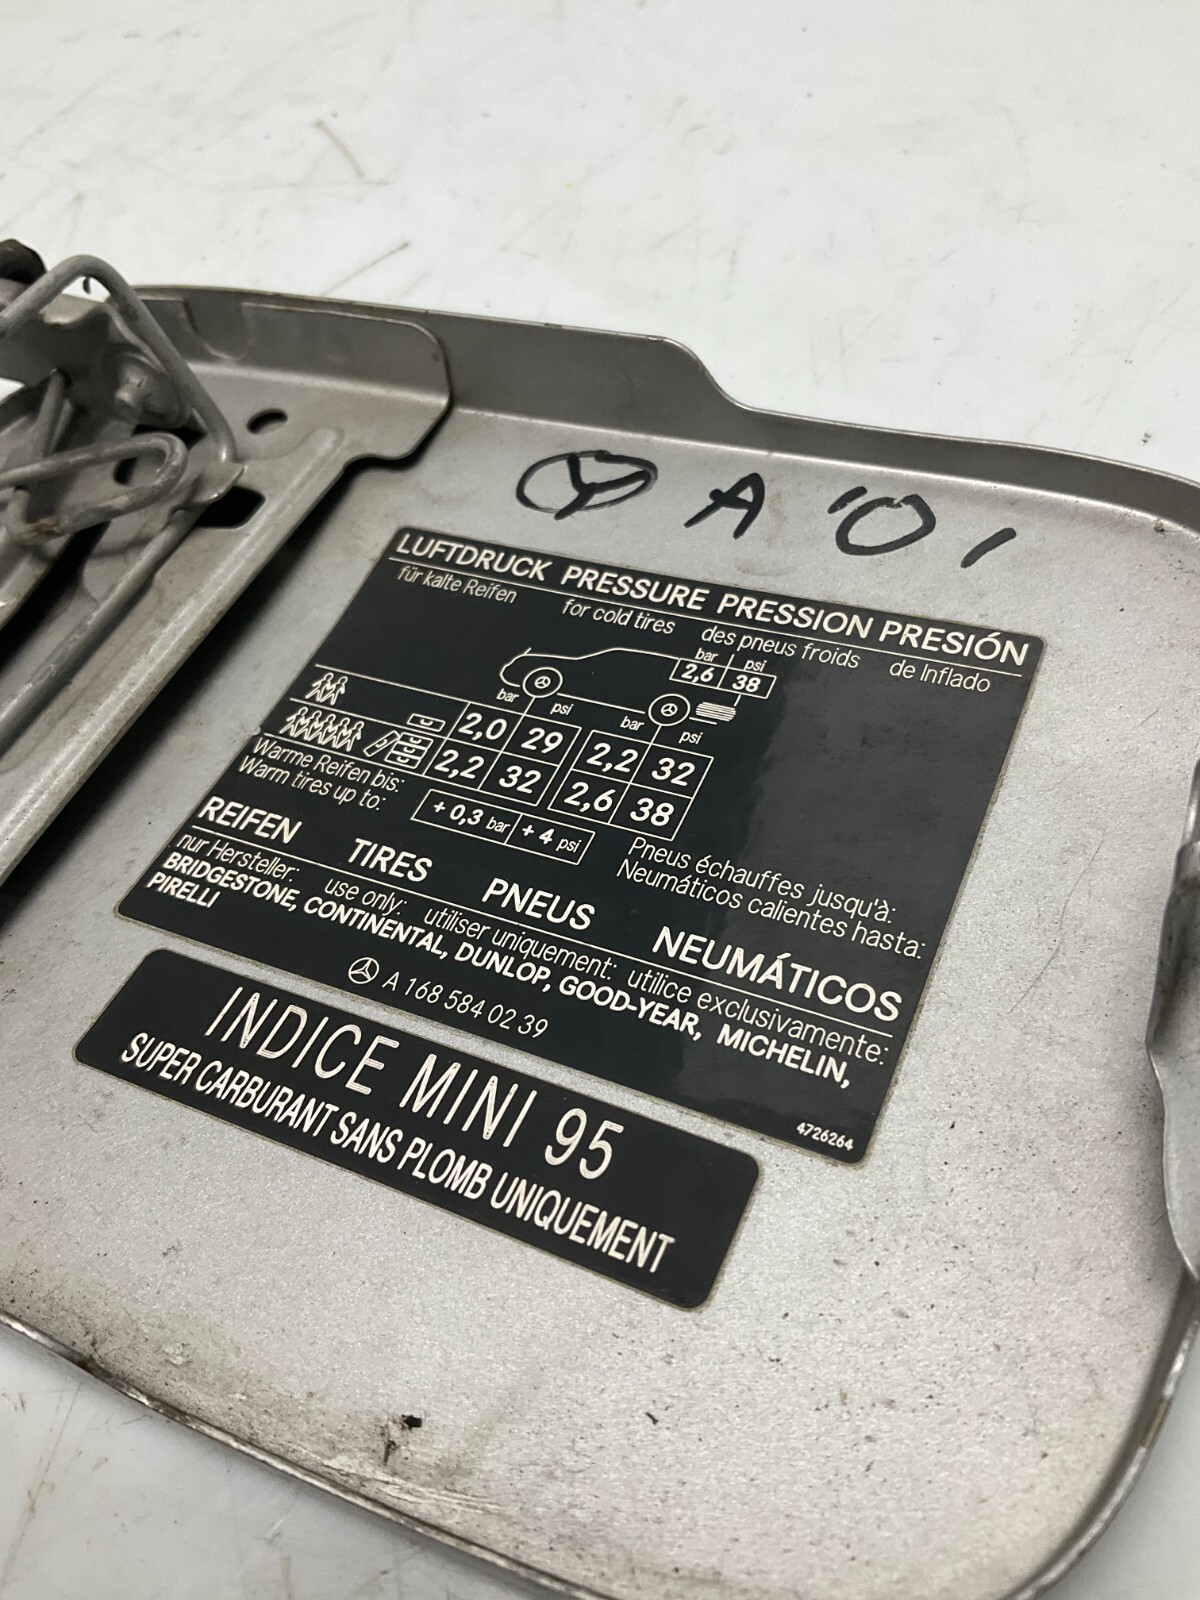 A '01
LUFTDRUCK PRESSURE PRESSION PRESIÓN
für kalte Reifen for cold tires des pneus froids de Inflado
bar psi
2,6 38
bar psi bar psi
2,0 29 2,2 32
2,2 32 2,6 38
Warme Reifen bis:
Warm tires up to:
+ 0,3 bar + 4 psi
Pneus échauffes jusqu'à:
Neumáticos calientes hasta:
REIFEN TIRES PNEUS NEUMÁTICOS
nur Hersteller: use only: utiliser uniquement: utilice exclusivamente:
BRIDGESTONE, CONTINENTAL, DUNLOP, GOOD-YEAR, MICHELIN,
PIRELLI
A 168 584 02 39
4726264
INDICE MINI 95
SUPER CARBURANT SANS PLOMB UNIQUEMENT